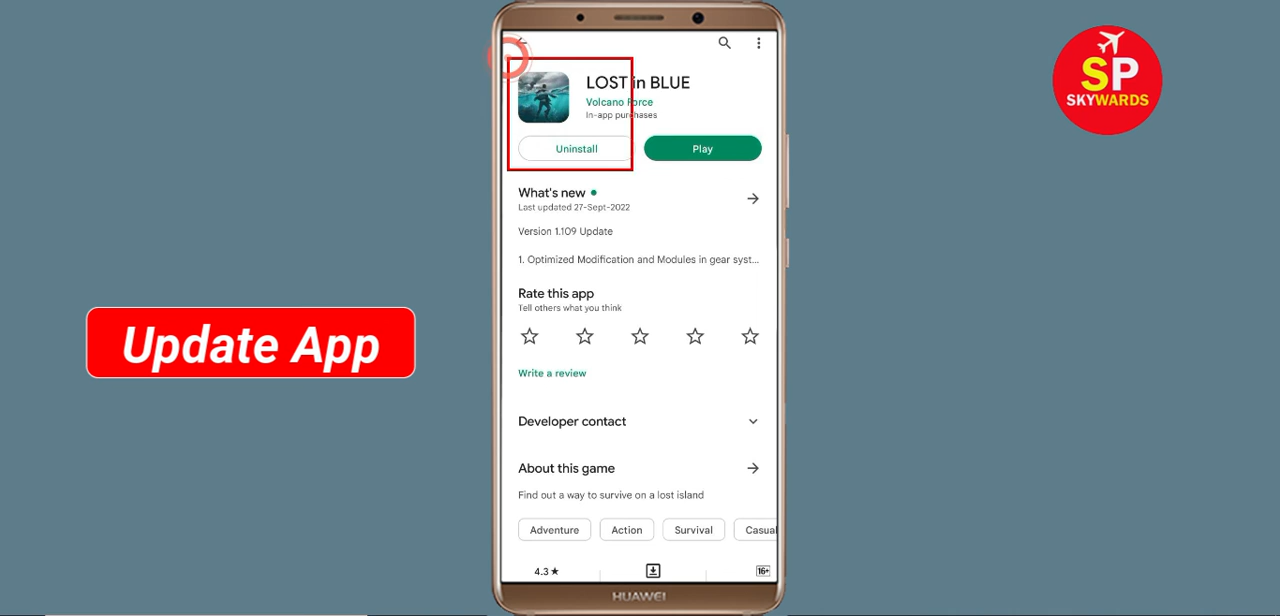 LOST in BLUE
Volcano Force
In-app purchases
Uninstall
Play
What's new
Last updated 27-Sept-2022
Version 1.109 Update
1. Optimized Modification and Modules in gear syst...
Rate this app
Tell others what you think
Write a review
Developer contact
About this game
Find out a way to survive on a lost island
Adventure
Action
Survival
Casual
4.3 ★
16+
HUAWEI
Update App
SP
SKYWARDS